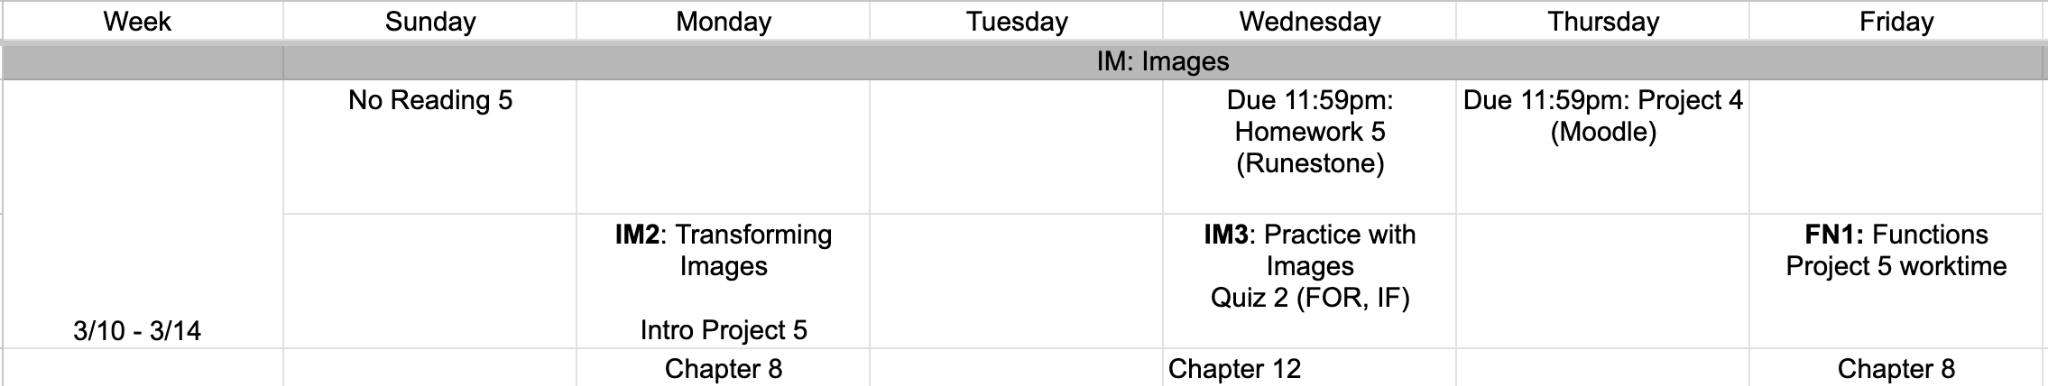 Week Sunday Monday Tuesday Wednesday Thursday Friday
IM: Images
No Reading 5
Due 11:59pm:
Homework 5
(Runestone)
Due 11:59pm: Project 4
(Moodle)
3/10 - 3/14
IM2: Transforming
Images
Intro Project 5
IM3: Practice with
Images
Quiz 2 (FOR, IF)
FN1: Functions
Project 5 worktime
Chapter 8
Chapter 12
Chapter 8